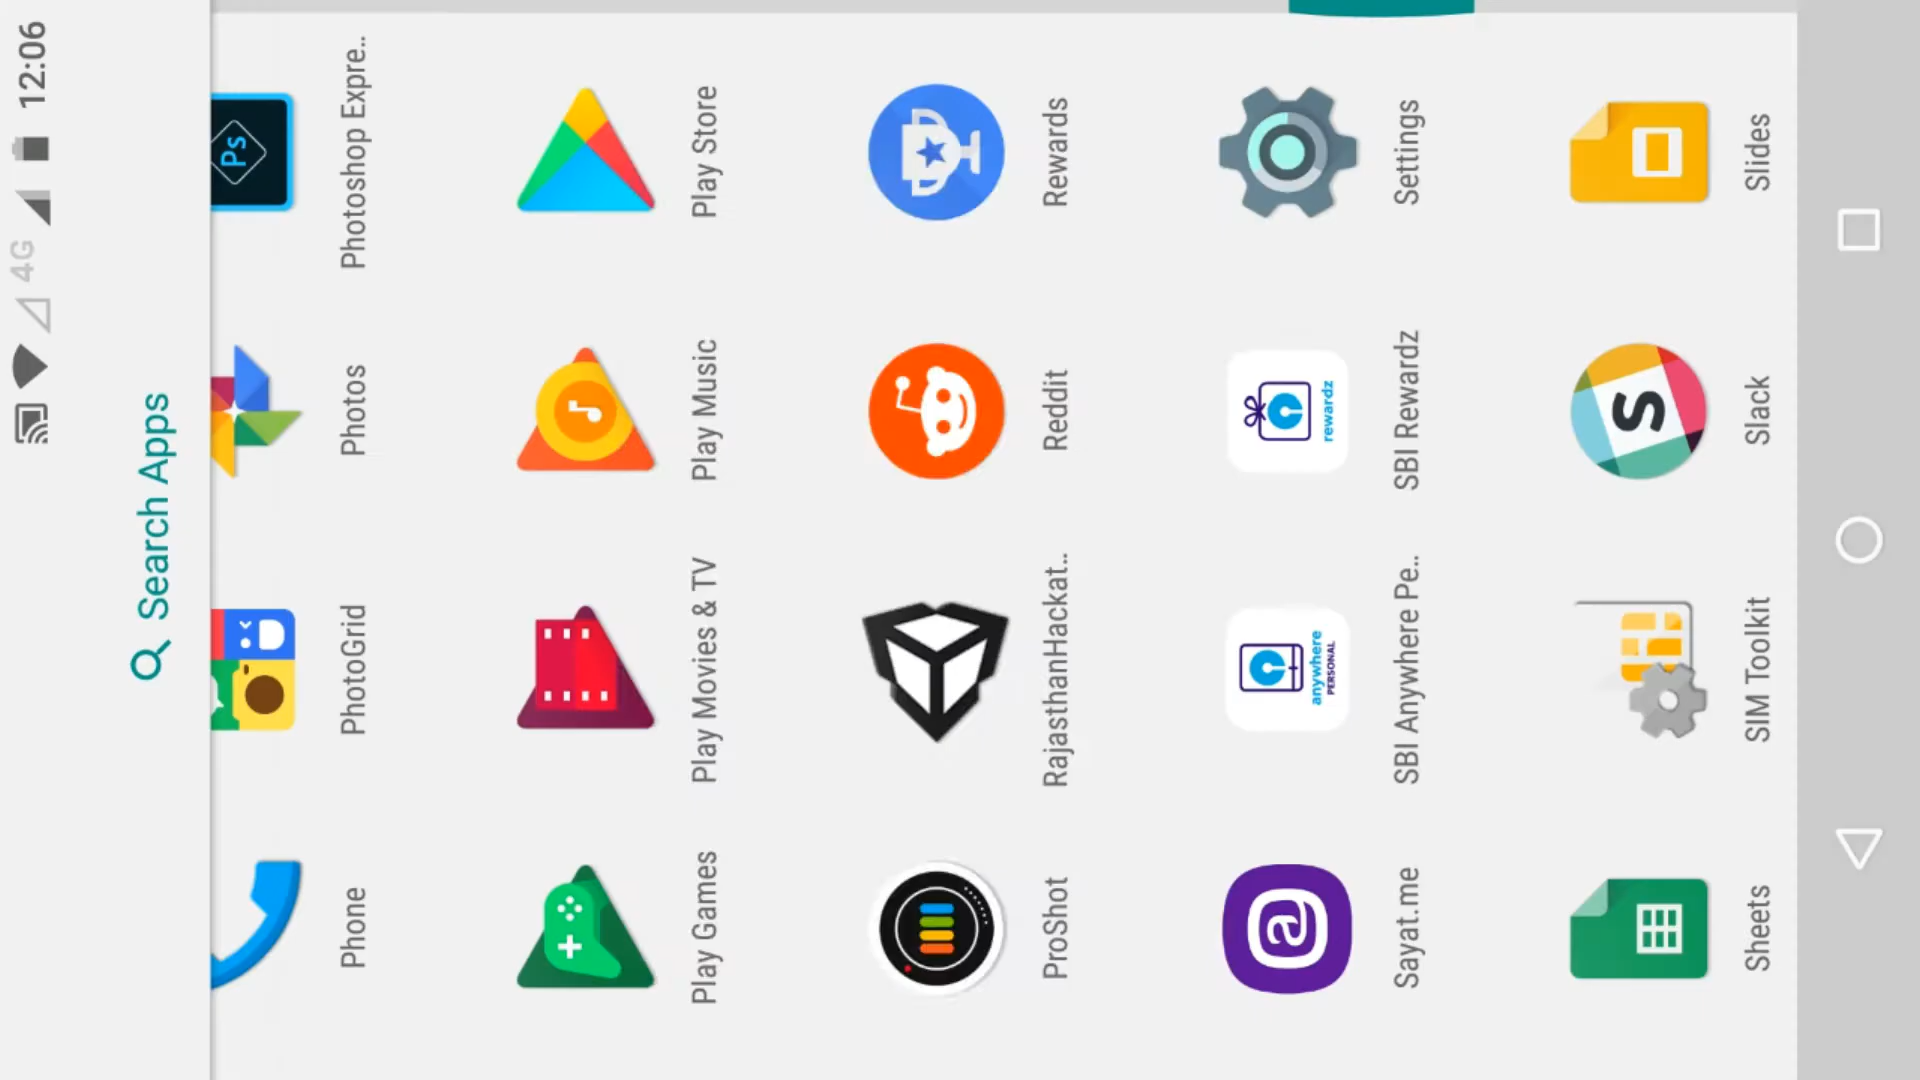 4G 12:06
Search Apps
Ps
Phone PhotoGrid Photos Photoshop Expre..
Play Games Play Movies & TV Play Music Play Store
ProShot RajasthanHackat.. Reddit Rewards
anywhere
PERSONAL
rewardz
Sayat.me SBI Anywhere Pe.. SBI Rewardz Settings
S
Sheets SIM Toolkit Slack Slides